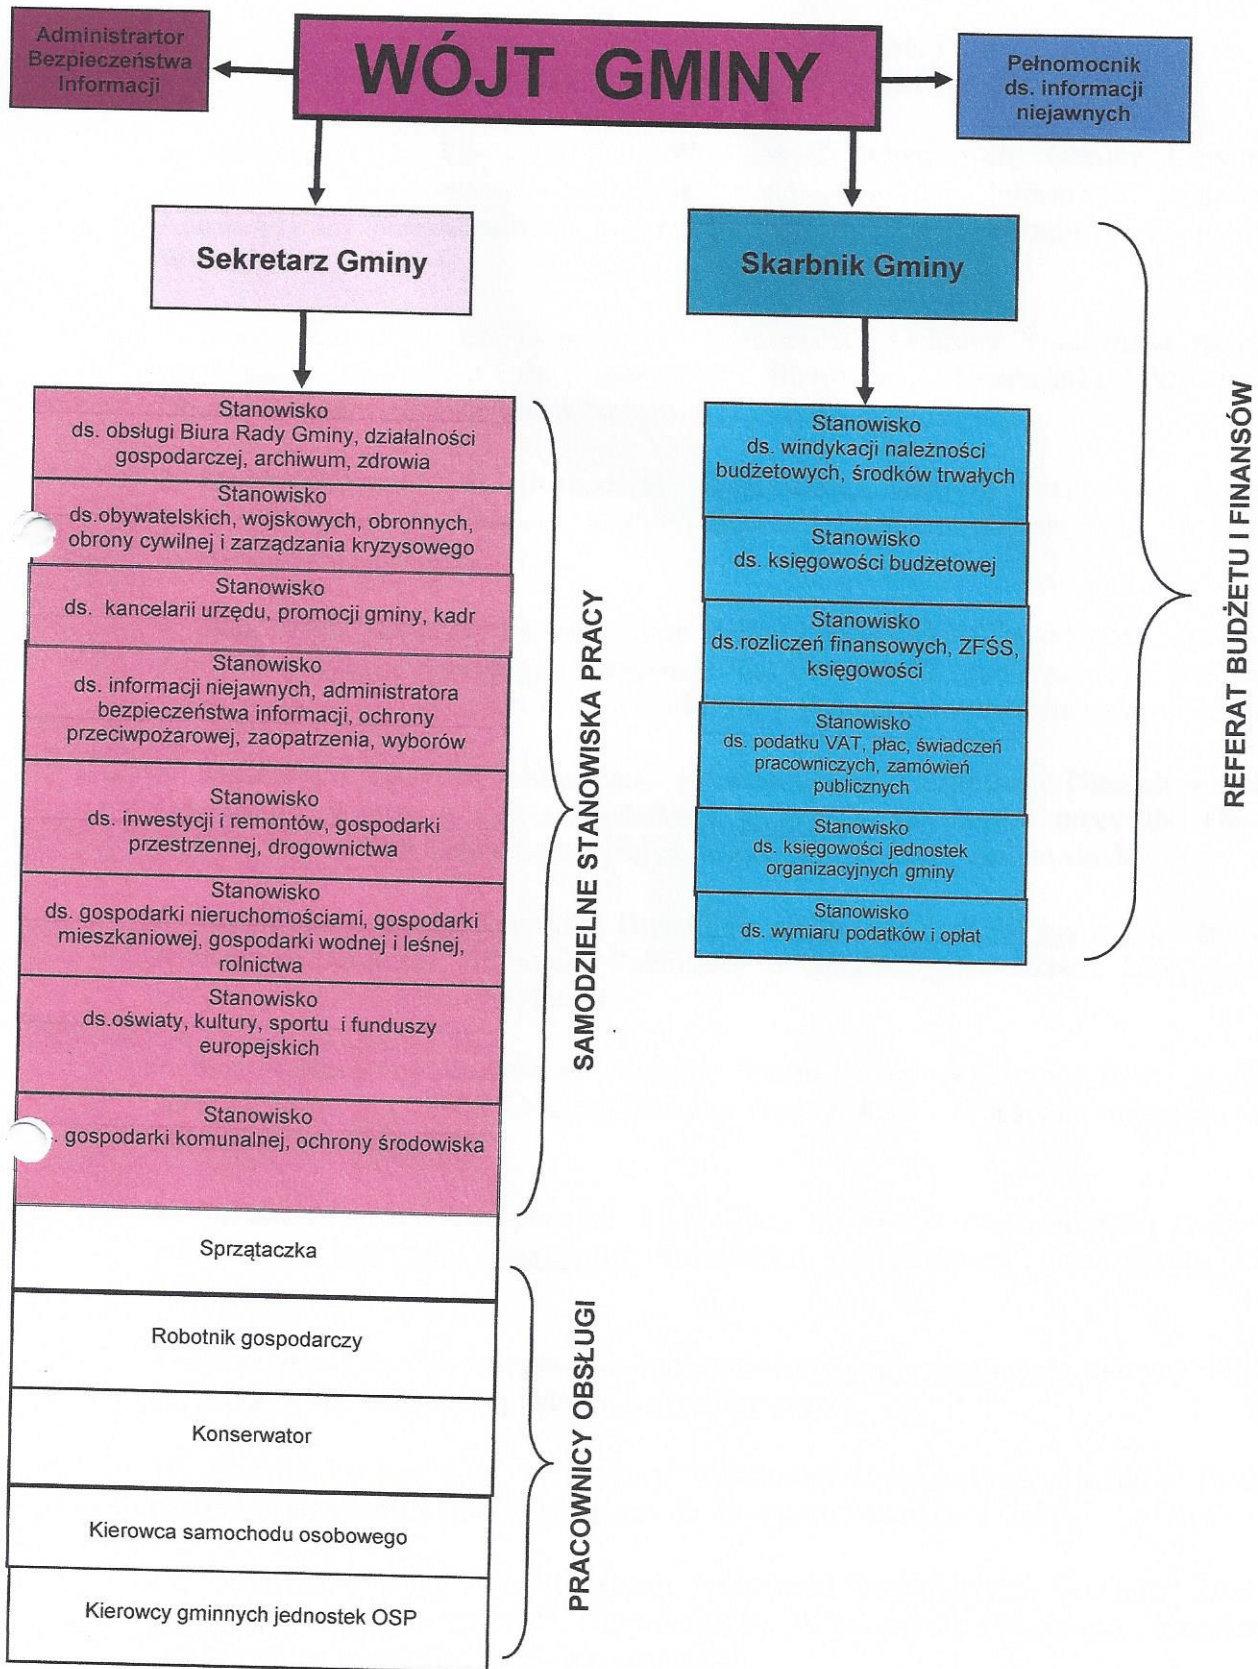 Administrartor
Bezpieczeństwa
Informacji
WÓJT GMINY
Pełnomocnik
ds. informacji
niejawnych
Sekretarz Gminy
Skarbnik Gminy
Stanowisko
ds. obsługi Biura Rady Gminy, działalności
gospodarczej, archiwum, zdrowia
Stanowisko
ds.obywatelskich, wojskowych, obronnych,
obrony cywilnej i zarządzania kryzysowego
Stanowisko
ds. kancelarii urzędu, promocji gminy, kadr
Stanowisko
ds. informacji niejawnych, administratora
bezpieczeństwa informacji, ochrony
przeciwpożarowej, zaopatrzenia, wyborów
Stanowisko
ds. inwestycji i remontów, gospodarki
przestrzennej, drogownictwa
Stanowisko
ds. gospodarki nieruchomościami, gospodarki
mieszkaniowej, gospodarki wodnej i leśnej,
rolnictwa
Stanowisko
ds.oświaty, kultury, sportu i funduszy
europejskich
Stanowisko
. gospodarki komunalnej, ochrony środowiska
SAMODZIELNE STANOWISKA PRACY
Sprzątaczka
Robotnik gospodarczy
Konserwator
Kierowca samochodu osobowego
Kierowcy gminnych jednostek OSP
PRACOWNICY OBSŁUGI
Stanowisko
ds. windykacji należności
budżetowych, środków trwałych
Stanowisko
ds. księgowości budżetowej
Stanowisko
ds.rozliczeń finansowych, ZFŚS,
księgowości
Stanowisko
ds. podatku VAT, płac, świadczeń
pracowniczych, zamówień
publicznych
Stanowisko
ds. księgowości jednostek
organizacyjnych gminy
Stanowisko
ds. wymiaru podatków i opłat
REFERAT BUDŻETU I FINANSÓW